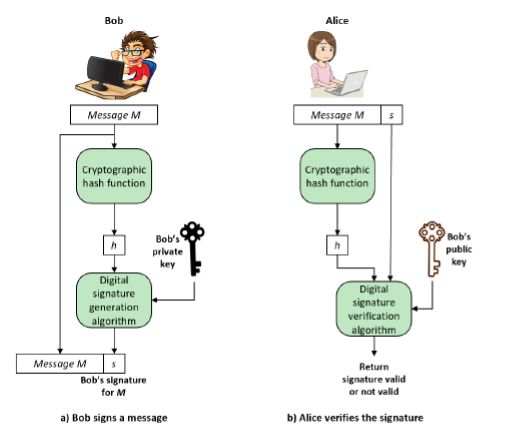 Bob
Message M
Cryptographic
hash function
h
Bob's
private
key
Digital
signature
generation
algorithm
Message M
s
Bob's signature
for M
a) Bob signs a message
Alice
Message M
s
Cryptographic
hash function
h
Bob's
public
key
Digital
signature
verification
algorithm
Return
signature valid
or not valid
b) Alice verifies the signature